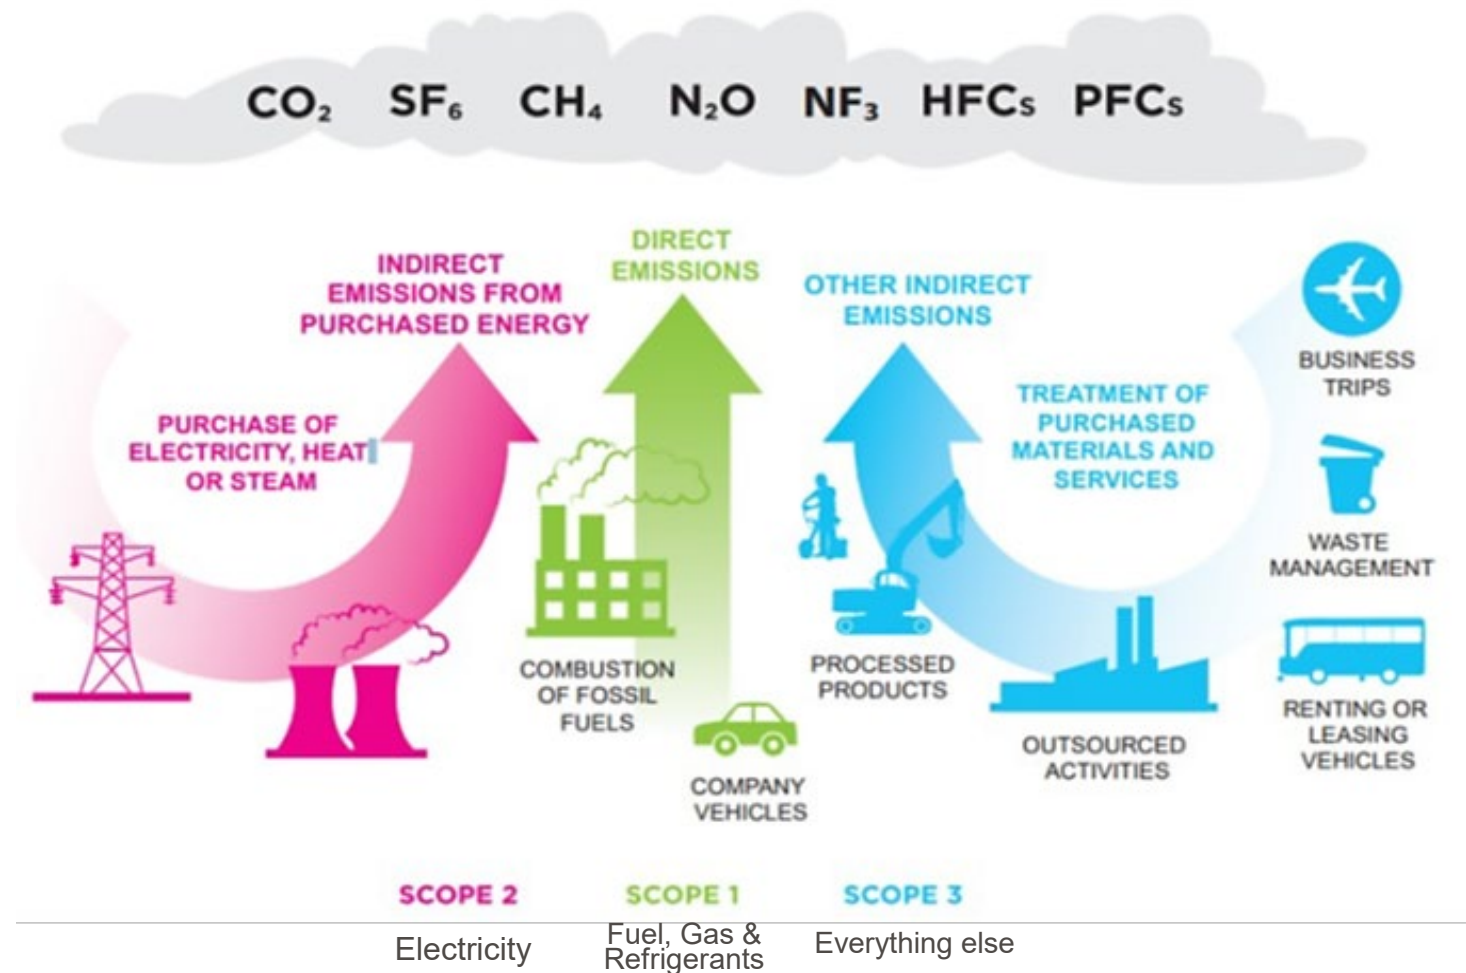 CO₂ SF₆ CH₄ N₂O NF₃ HFCs PFCs
INDIRECT
EMISSIONS FROM
PURCHASED ENERGY
PURCHASE OF
ELECTRICITY, HEAT
OR STEAM
DIRECT
EMISSIONS
COMBUSTION
OF FOSSIL
FUELS
COMPANY
VEHICLES
OTHER INDIRECT
EMISSIONS
TREATMENT OF
PURCHASED
MATERIALS AND
SERVICES
PROCESSED
PRODUCTS
OUTSOURCED
ACTIVITIES
BUSINESS
TRIPS
WASTE
MANAGEMENT
RENTING OR
LEASING
VEHICLES
SCOPE 2
Electricity
SCOPE 1
Fuel, Gas &
Refrigerants
SCOPE 3
Everything else